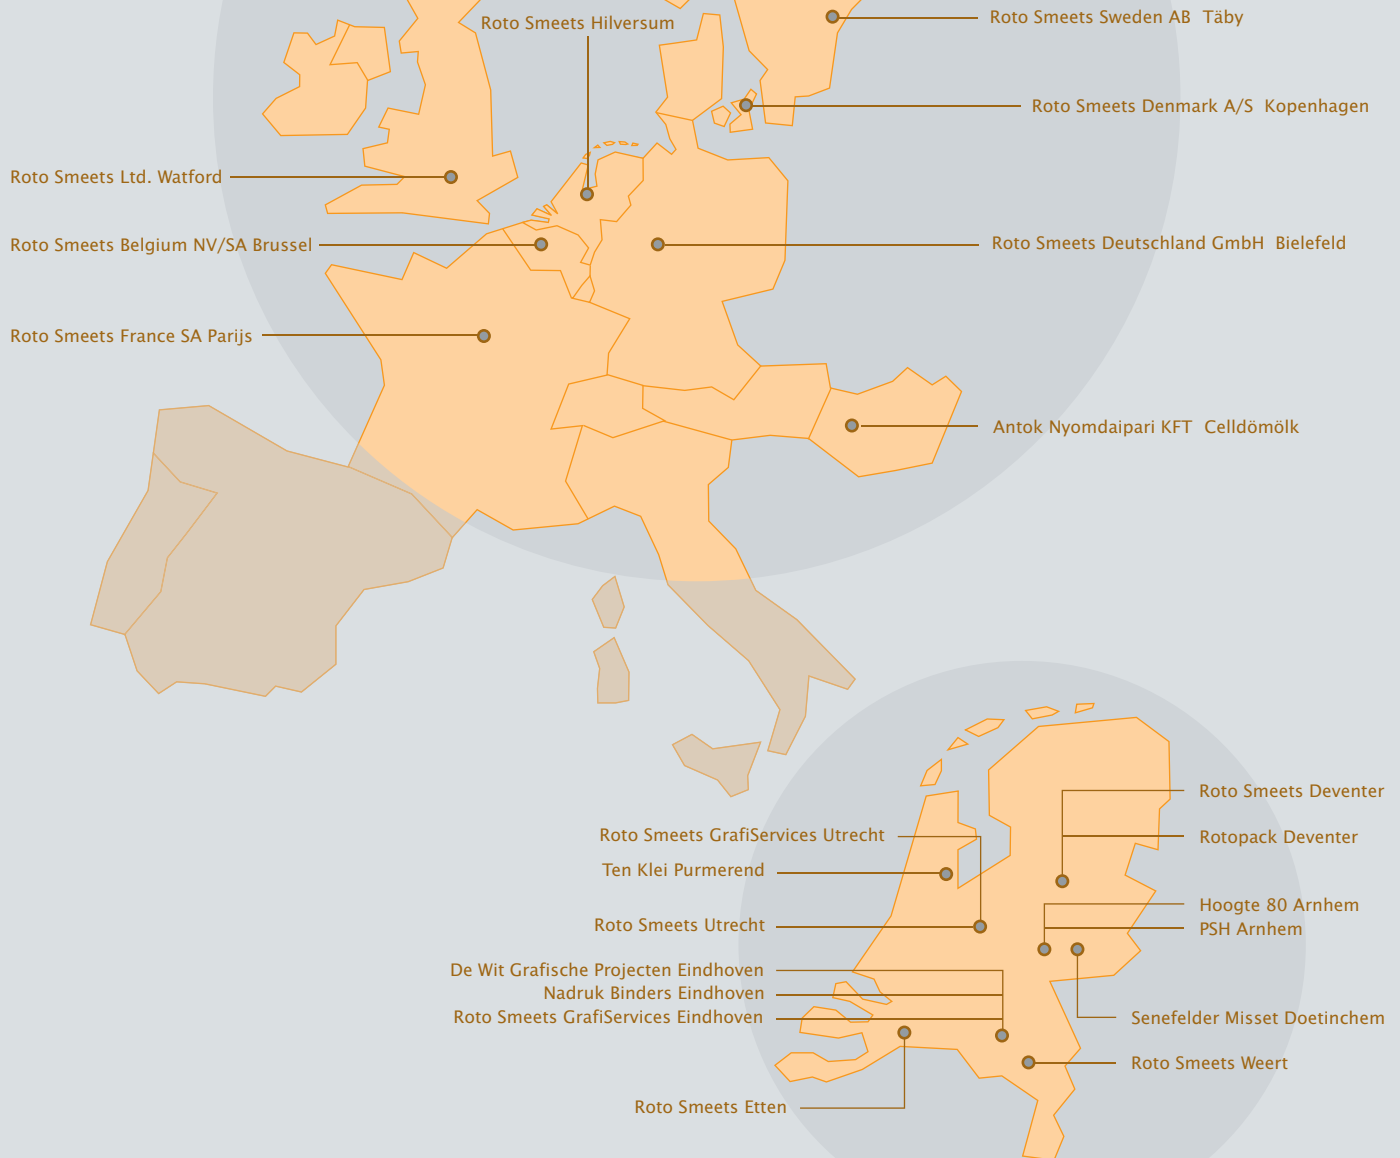 Roto Smeets Hilversum
Roto Smeets Sweden AB  Täby
Roto Smeets Denmark A/S  Kopenhagen
Roto Smeets Ltd. Watford
Roto Smeets Belgium NV/SA Brussel
Roto Smeets Deutschland GmbH  Bielefeld
Roto Smeets France SA Parijs
Antok Nyomdaipari KFT  Celldömölk
Roto Smeets Deventer
Roto Smeets GrafiServices Utrecht
Rotopack Deventer
Ten Klei Purmerend
Hoogte 80 Arnhem
Roto Smeets Utrecht
PSH Arnhem
De Wit Grafische Projecten Eindhoven
Nadruk Binders Eindhoven
Roto Smeets GrafiServices Eindhoven
Senefelder Misset Doetinchem
Roto Smeets Weert
Roto Smeets Etten